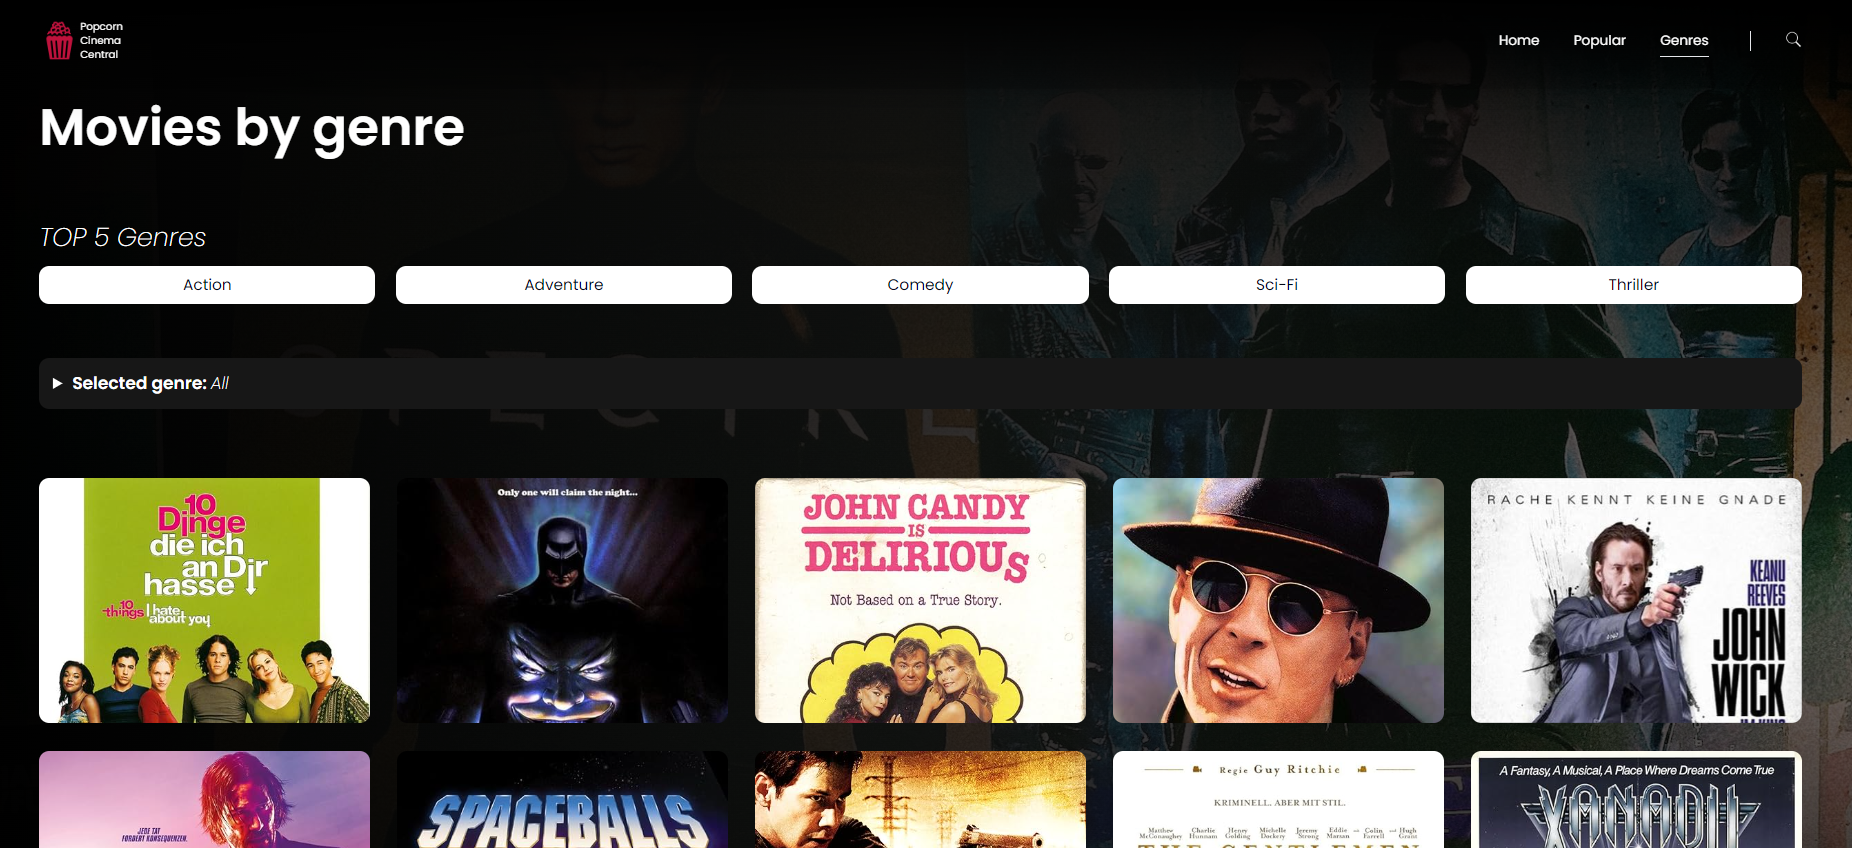 Popcorn
Cinema
Central
Home
Popular
Genres
Movies by genre
TOP 5 Genres
Action
Adventure
Comedy
Sci-Fi
Thriller
SPECTRE
Selected genre: All
10
Dinge
die ich
an Dir
hasse
10 things I hate about you
Only one will claim the night...
JOHN CANDY
IS
DELIRIOUS
Not Based on a True Story.
RACHE KENNT KEINE GNADE
KEANU
REEVES
JOHN
WICK
JEDE TAT
FORDERT KONSEQUENZEN.
SPACEBALLS
Regie Guy Ritchie
KRIMINELL. ABER MIT STIL.
Matthew McConaughey
Charlie Hunnam
Henry Golding
Michelle Dockery
Jeremy Strong
Eddie Marsan
Colin Farrell
Hugh Grant
THE GENTLEMEN
A Fantasy, A Musical, A Place Where Dreams Come True
XANADU